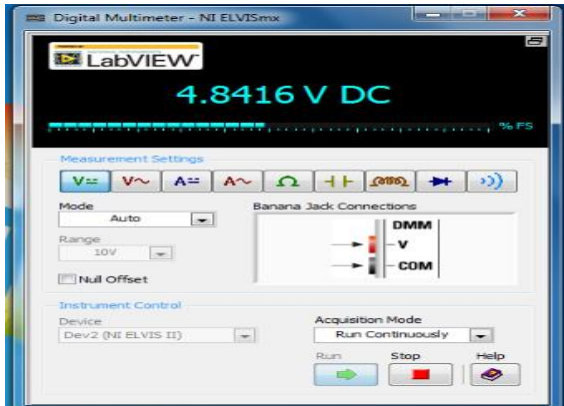 Digital Multimeter - NI ELVISmx
LabVIEW
4.8416 V DC
% FS
Measurement Settings
V V A A Ω
Mode
Auto
Banana Jack Connections
DMM
V
COM
Range
10V
Null Offset
Instrument Control
Device
Dev2 (NI ELVIS II)
Acquisition Mode
Run Continuously
Run Stop Help